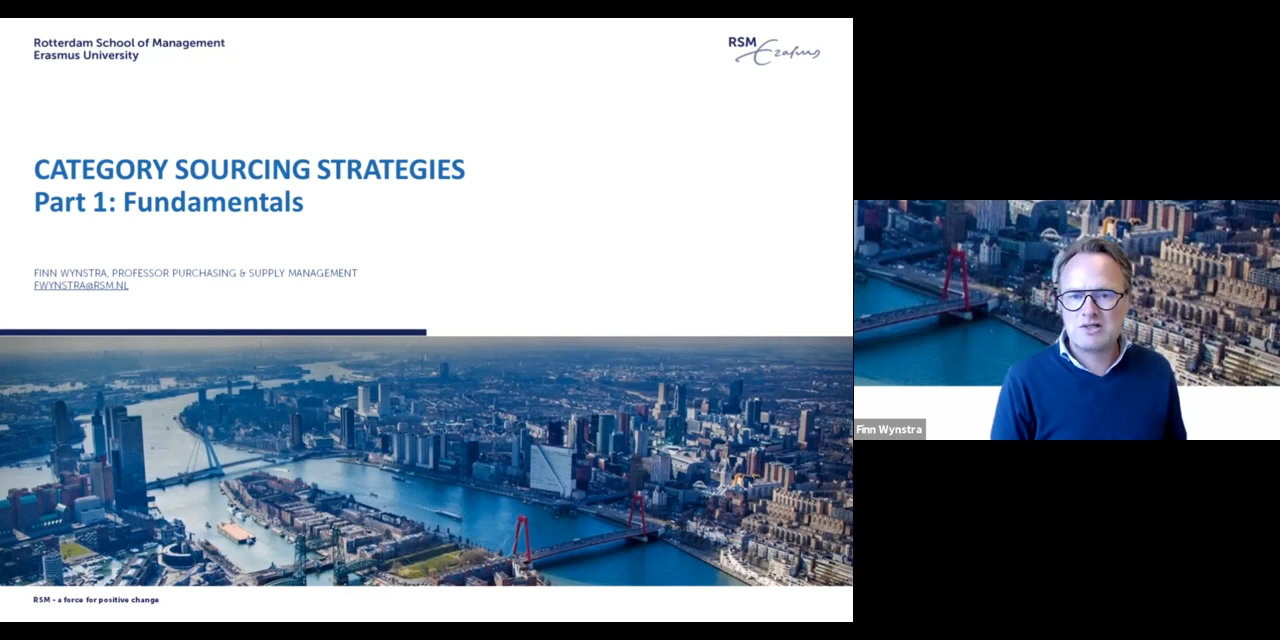 Rotterdam School of Management
Erasmus University
RSM
Erasmus
CATEGORY SOURCING STRATEGIES
Part 1: Fundamentals
FINN WYNSTRA, PROFESSOR PURCHASING & SUPPLY MANAGEMENT
FWYNSTRA@RSM.NL
Finn Wynstra
RSM - a force for positive change